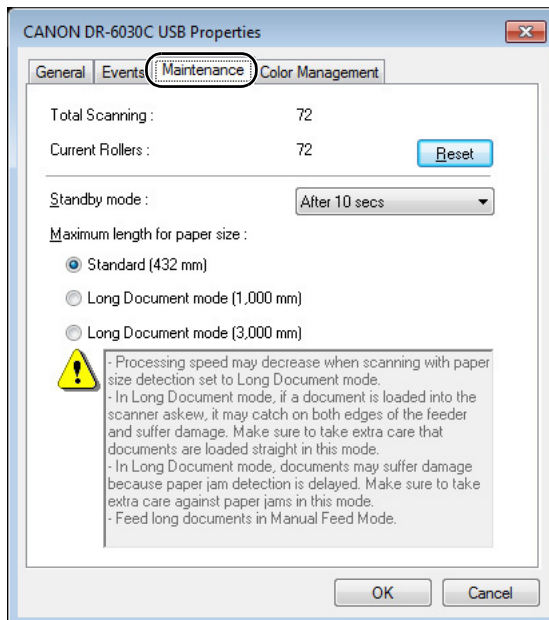 CANON DR-6030C USB Properties
General Events Maintenance Color Management
Total Scanning : 72
Current Rollers : 72 Reset
Standby mode : After 10 secs
Maximum length for paper size :
Standard (432 mm)
Long Document mode (1,000 mm)
Long Document mode (3,000 mm)
- Processing speed may decrease when scanning with paper
size detection set to Long Document mode.
- In Long Document mode, if a document is loaded into the
scanner askew, it may catch on both edges of the feeder
and suffer damage. Make sure to take extra care that
documents are loaded straight in this mode.
- In Long Document mode, documents may suffer damage
because paper jam detection is delayed. Make sure to take
extra care against paper jams in this mode.
- Feed long documents in Manual Feed Mode.
OK Cancel